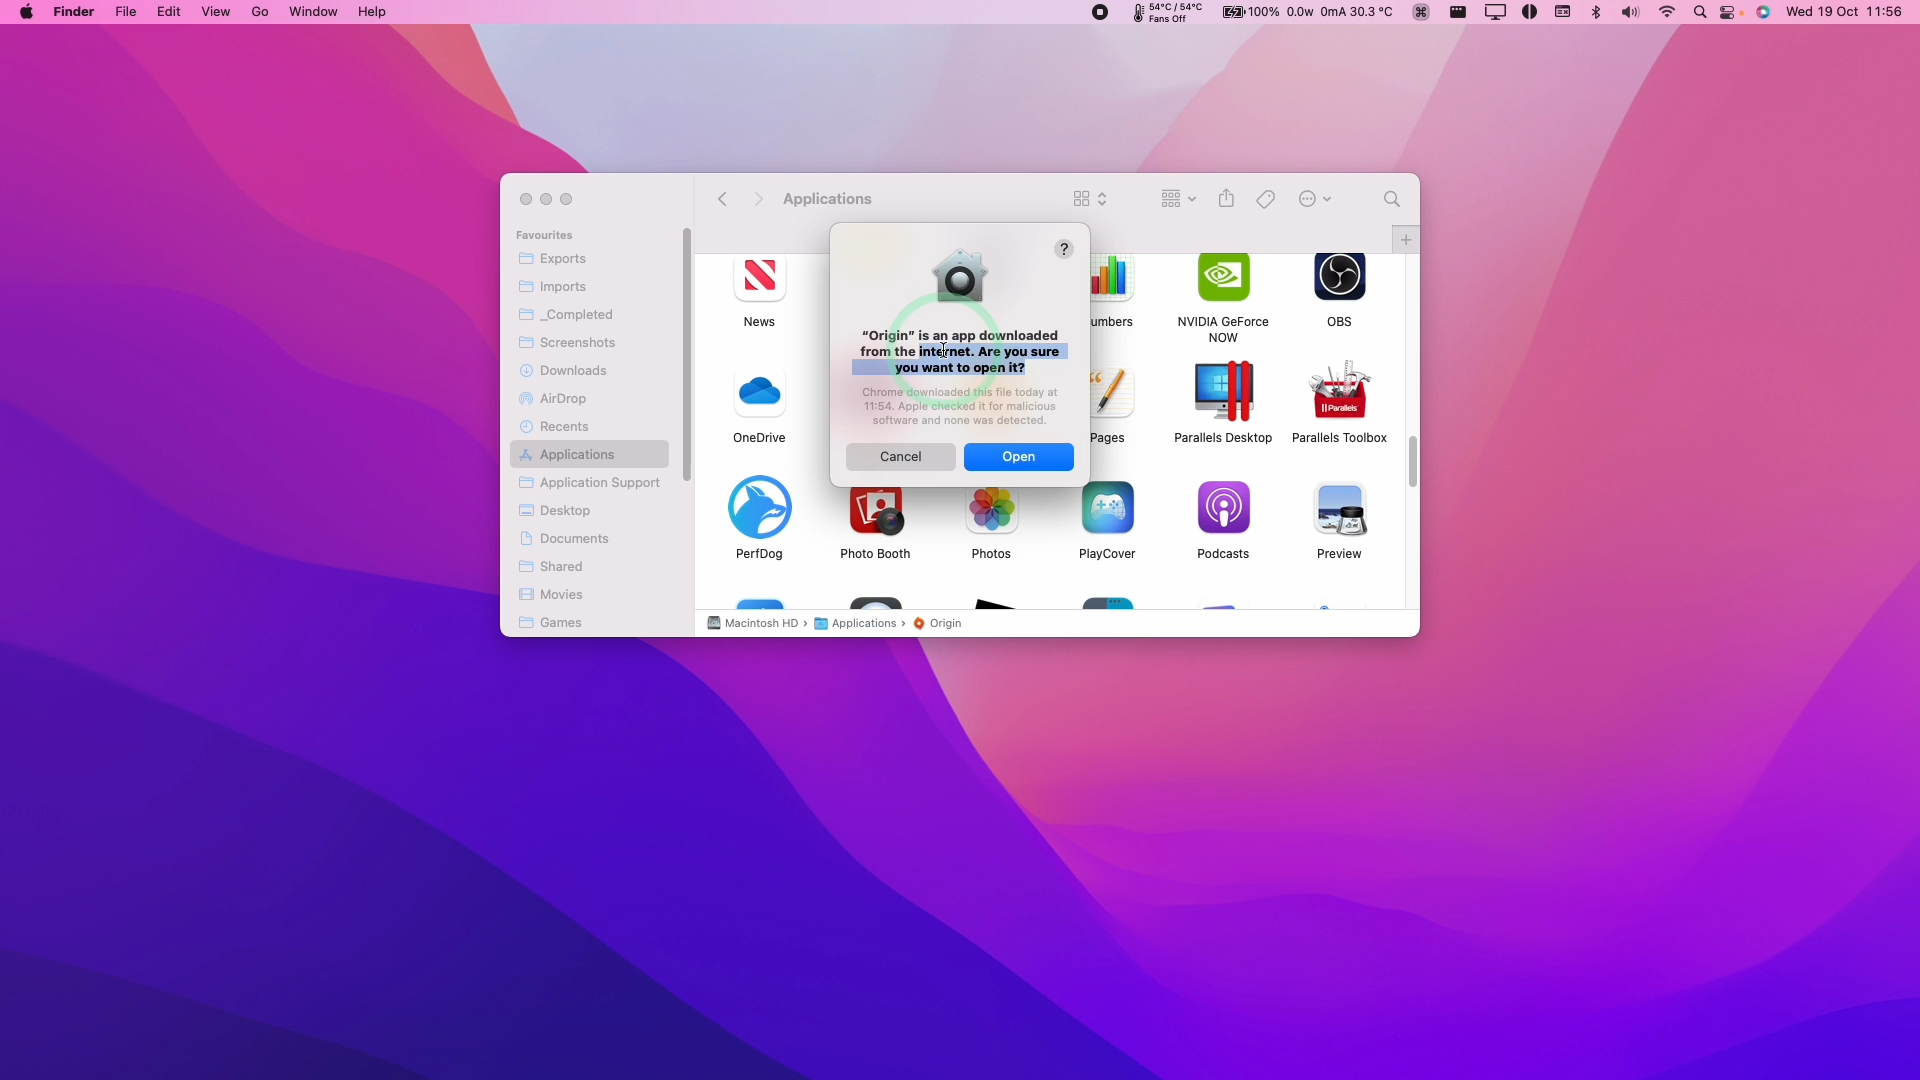 Finder File Edit View Go Window Help
54°C / 54°C
Fans Off
100% 0.0w 0mA 30.3 °C
Wed 19 Oct 11:56
Applications
Favourites
Exports
Imports
_Completed
Screenshots
Downloads
AirDrop
Recents
Applications
Application Support
Desktop
Documents
Shared
Movies
Games
?
“Origin” is an app downloaded
from the internet. Are you sure
you want to open it?
Chrome downloaded this file today at
11:54. Apple checked it for malicious
software and none was detected.
Cancel Open
News
umbers
NVIDIA GeForce
NOW
OBS
OneDrive
Pages
Parallels Desktop
Parallels
Parallels Toolbox
PerfDog
Photo Booth
Photos
PlayCover
Podcasts
Preview
Macintosh HD › Applications › Origin